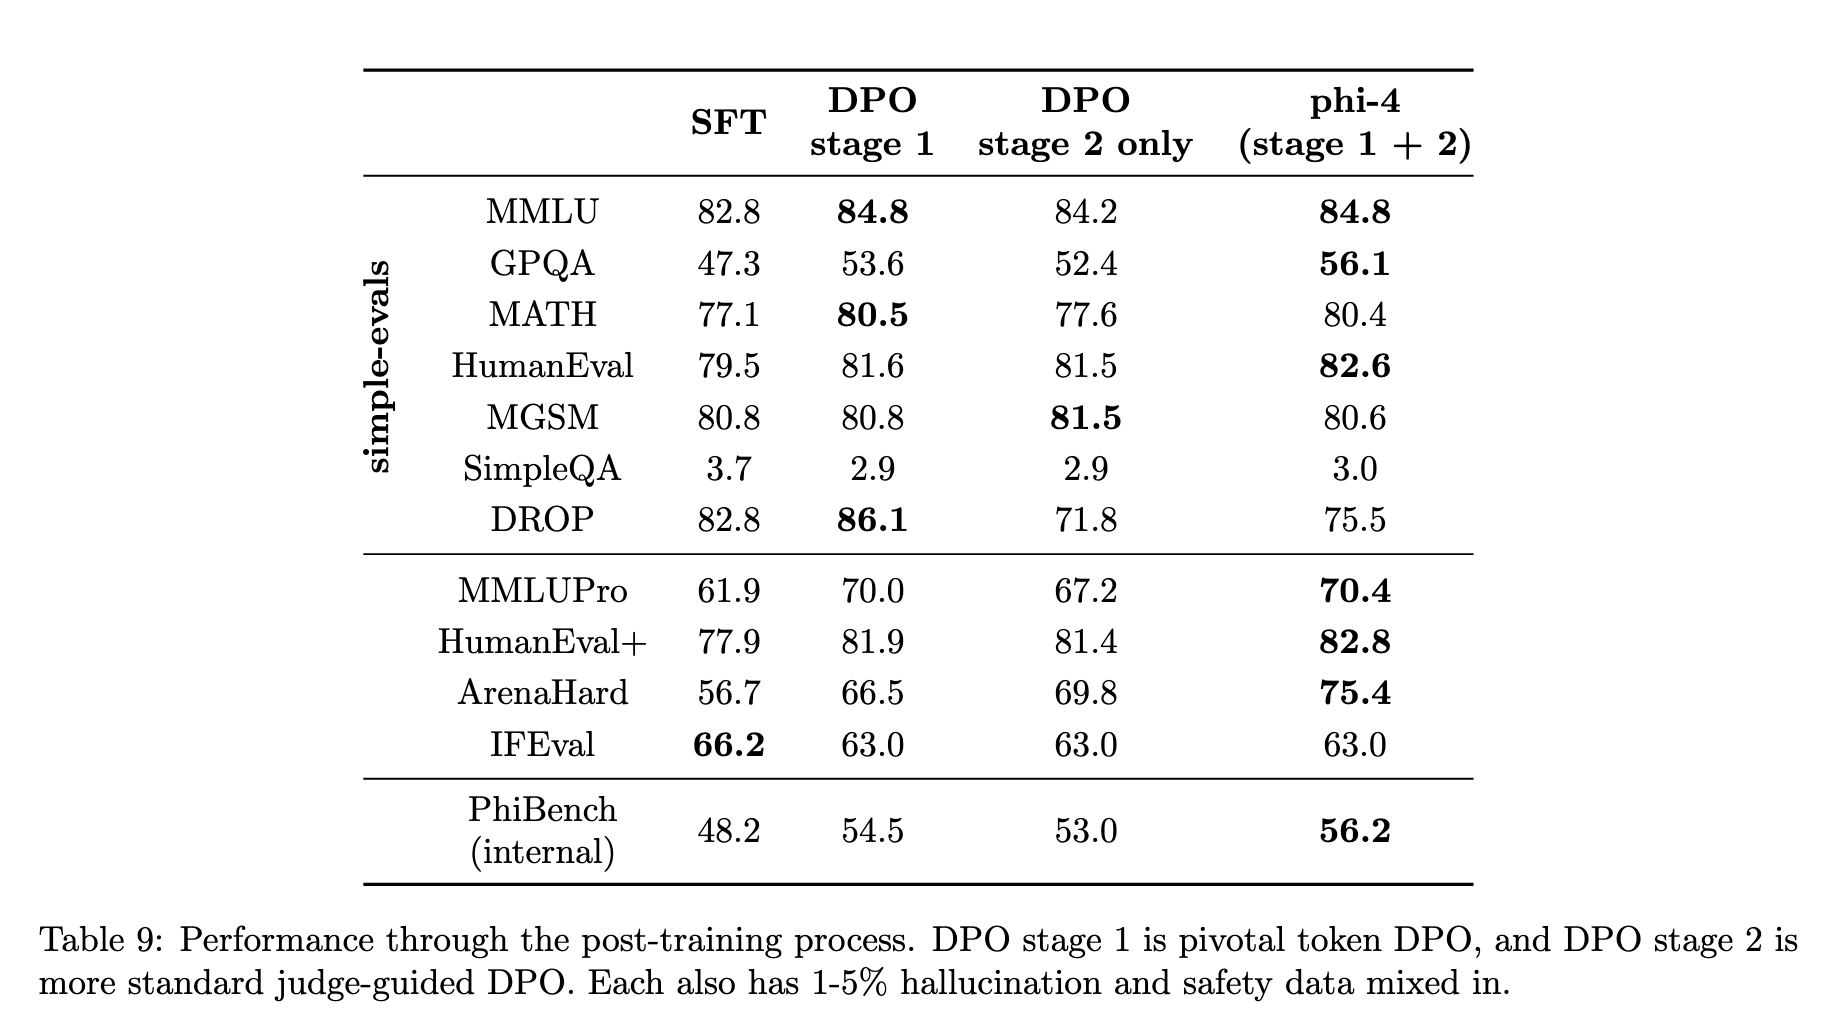 SFT DPO stage 1 DPO stage 2 only phi-4 (stage 1 + 2)
simple-evals
MMLU 82.8 84.8 84.2 84.8
GPQA 47.3 53.6 52.4 56.1
MATH 77.1 80.5 77.6 80.4
HumanEval 79.5 81.6 81.5 82.6
MGSM 80.8 80.8 81.5 80.6
SimpleQA 3.7 2.9 2.9 3.0
DROP 82.8 86.1 71.8 75.5
MMLUPro 61.9 70.0 67.2 70.4
HumanEval+ 77.9 81.9 81.4 82.8
ArenaHard 56.7 66.5 69.8 75.4
IFEval 66.2 63.0 63.0 63.0
PhiBench (internal) 48.2 54.5 53.0 56.2
Table 9: Performance through the post-training process. DPO stage 1 is pivotal token DPO, and DPO stage 2 is
more standard judge-guided DPO. Each also has 1-5% hallucination and safety data mixed in.